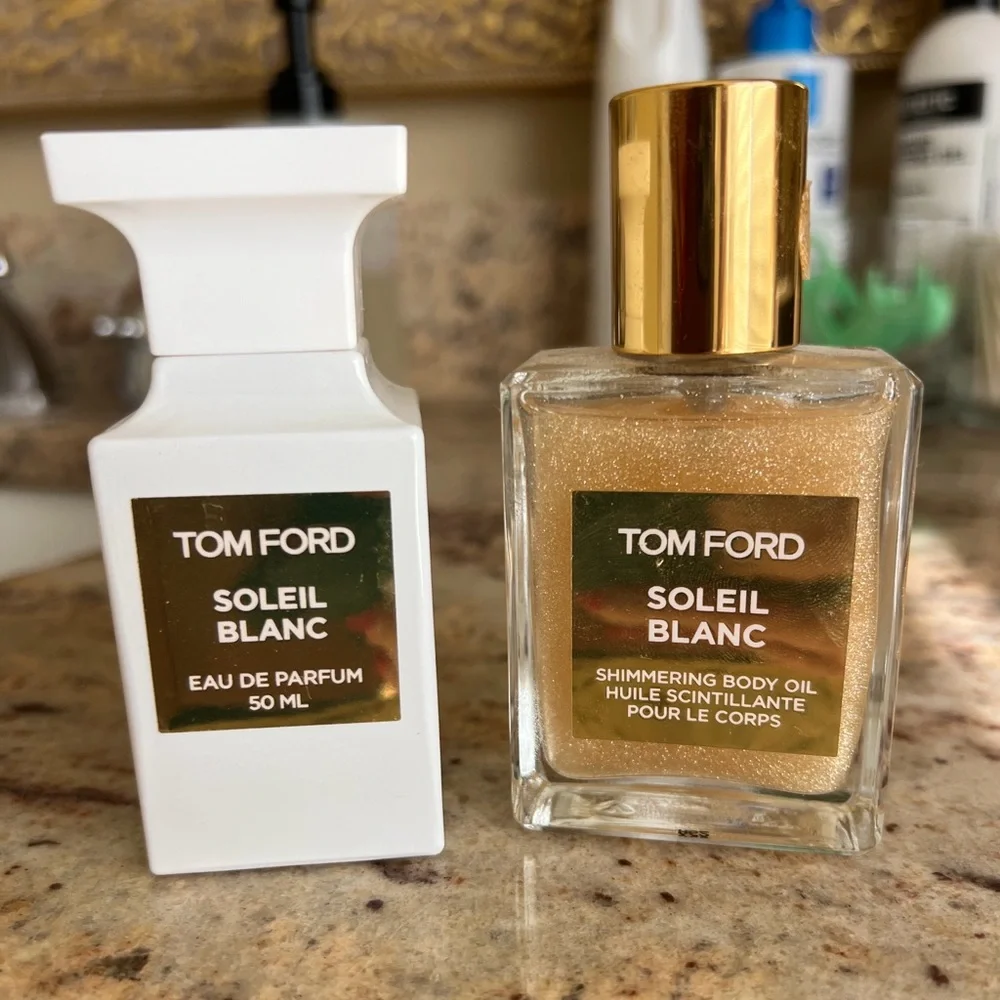 TOM FORD
SOLEIL
BLANC
EAU DE PARFUM
50 ML
TOM FORD
SOLEIL
BLANC
SHIMMERING BODY OIL
HUILE SCINTILLANTE
POUR LE CORPS